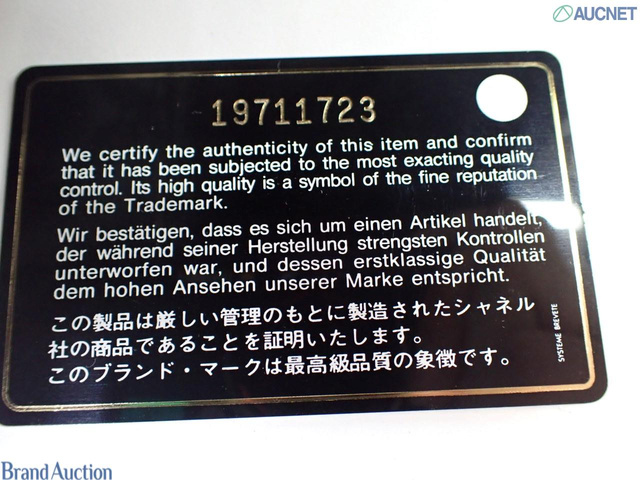 AUCNET
19711723
We certify the authenticity of this item and confirm
that it has been subjected to the most exacting quality
control. Its high quality is a symbol of the fine reputation
of the Trademark.
Wir bestätigen, dass es sich um einen Artikel handelt,
der während seiner Herstellung strengsten Kontrollen
unterworfen war, und dessen erstklassige Qualität
dem hohen Ansehen unserer Marke entspricht.
この製品は厳しい管理のもとに製造されたシャネル
社の商品であることを証明いたします。
このブランド・マークは最高級品質の象徴です。
SYSTEME BREVETE
Brand Auction